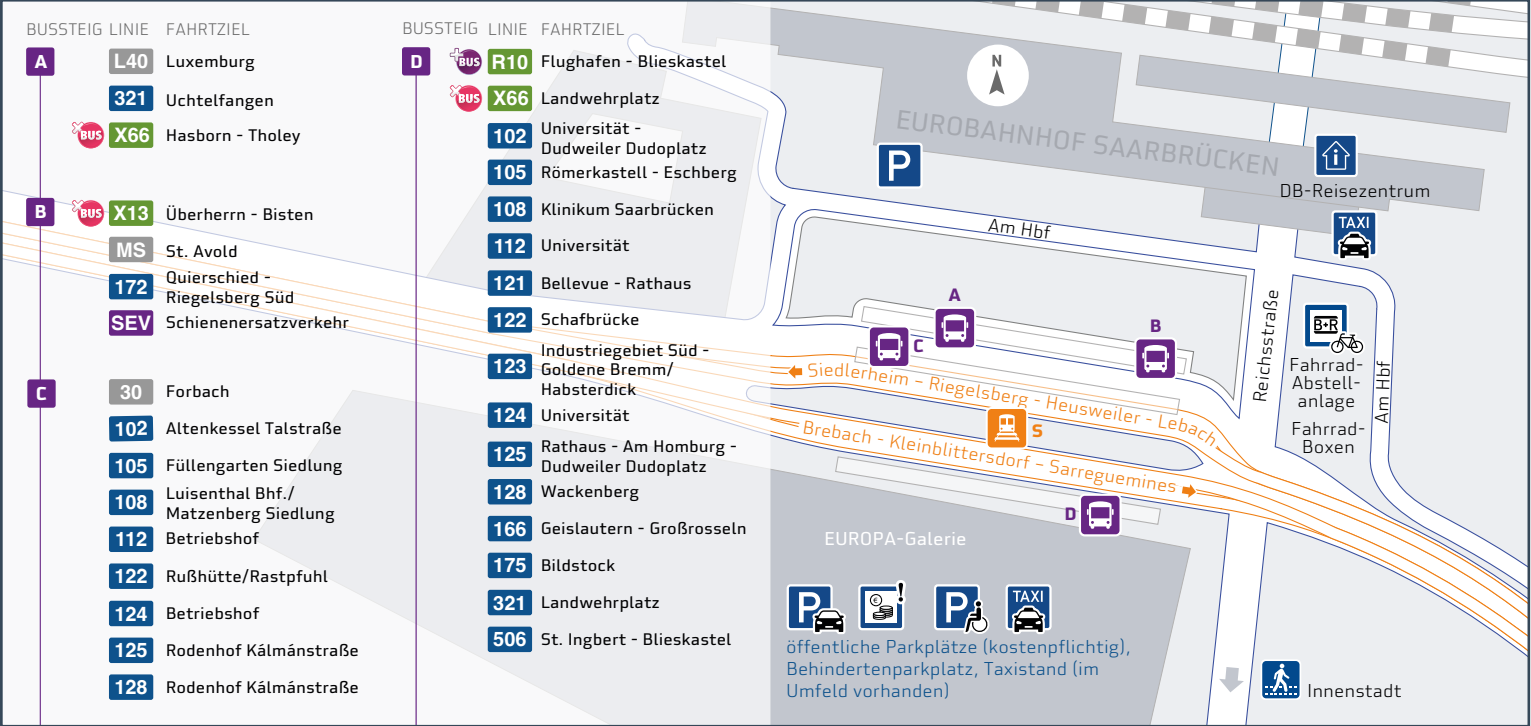 BUSSTEIG LINIE FAHRTZIEL
A
L40 Luxemburg
321 Uchtelfangen
xBUS X66 Hasborn - Tholey
B
xBUS X13 Überherrn - Bisten
MS St. Avold
172 Quierschied -
Riegelsberg Süd
SEV Schienenersatzverkehr
C
30 Forbach
102 Altenkessel Talstraße
105 Füllengarten Siedlung
108 Luisenthal Bhf./
Matzenberg Siedlung
112 Betriebshof
122 Rußhütte/Rastpfuhl
124 Betriebshof
125 Rodenhof Kálmánstraße
128 Rodenhof Kálmánstraße
BUSSTEIG LINIE FAHRTZIEL
D
+BUS R10 Flughafen - Blieskastel
xBUS X66 Landwehrplatz
102 Universität -
Dudweiler Dudoplatz
105 Römerkastell - Eschberg
108 Klinikum Saarbrücken
112 Universität
121 Bellevue - Rathaus
122 Schafbrücke
123 Industriegebiet Süd -
Goldene Bremm/
Habsterdick
124 Universität
125 Rathaus - Am Homburg -
Dudweiler Dudoplatz
128 Wackenberg
166 Geislautern - Großrosseln
175 Bildstock
321 Landwehrplatz
506 St. Ingbert - Blieskastel
N
EUROBAHNHOF SAARBRÜCKEN
P
i
DB-Reisezentrum
TAXI
Am Hbf
Reichsstraße
A
B
C
B+R
Fahrrad-
Abstell-
anlage
Fahrrad-
Boxen
Am Hbf
Siedlerheim - Riegelsberg - Heusweiler - Lebach
S
Brebach - Kleinblittersdorf - Sarreguemines
D
EUROPA-Galerie
P
€
!
P
TAXI
öffentliche Parkplätze (kostenpflichtig),
Behindertenparkplatz, Taxistand (im
Umfeld vorhanden)
Innenstadt